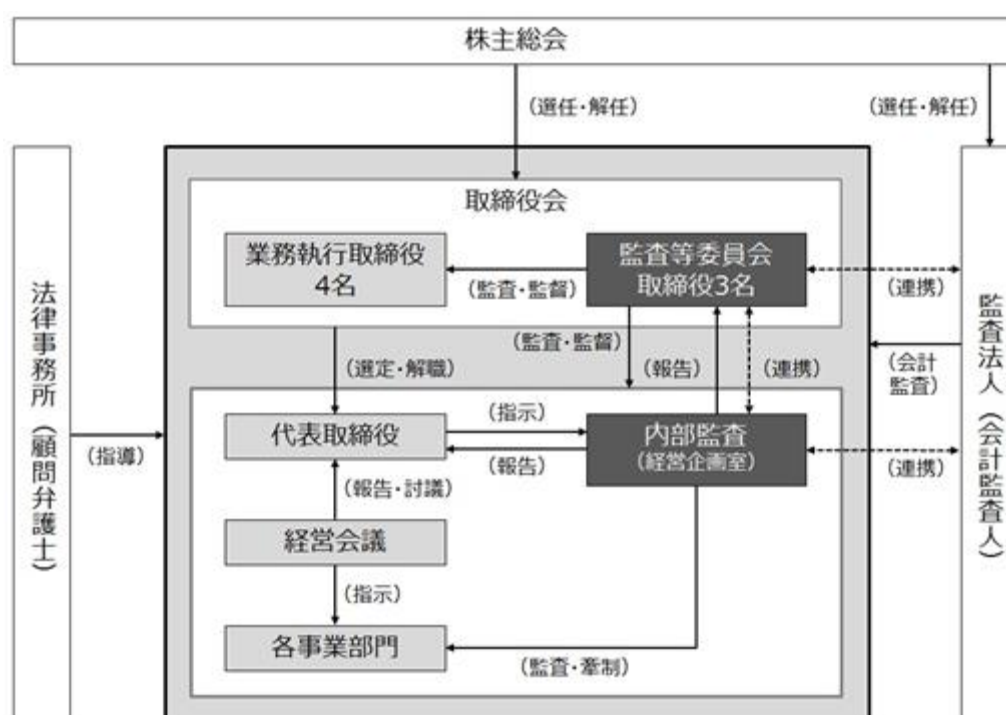 株主総会
(選任・解任)
(選任・解任)
取締役会
業務執行取締役
4名
監査等委員会
取締役3名
(監査・監督)
(連携)
(監査・監督)
(選定・解職)
(報告)
(連携)
(会計
監査)
法律事務所(顧問弁護士)
(指導)
代表取締役
(指示)
(報告)
内部監査
(経営企画室)
(連携)
監査法人(会計監査人)
(報告・討議)
経営会議
(指示)
各事業部門
(監査・牽制)